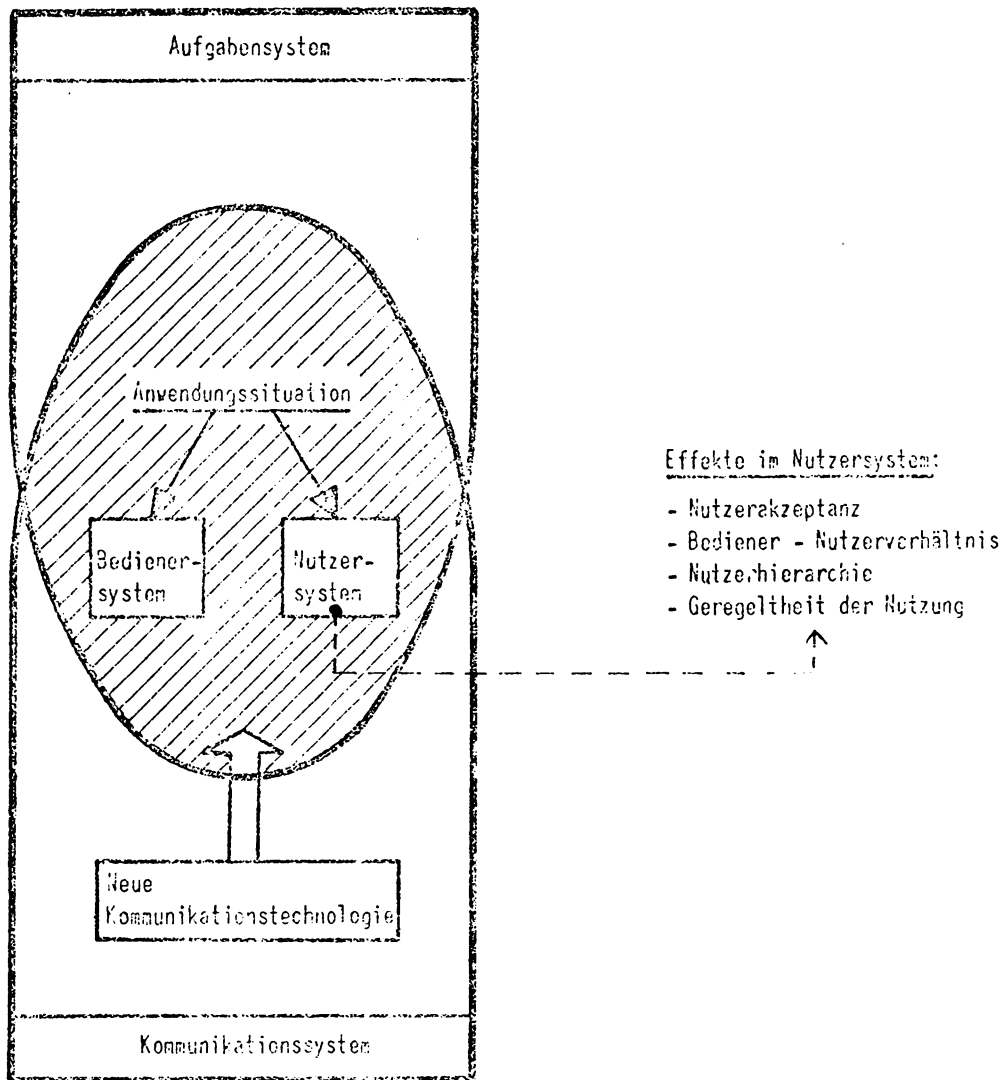 Aufgabensystem
Anwendungssituation
Bediener-
system
Nutzer-
system
Effekte im Nutzersystem:
- Nutzerakzeptanz
- Bediener - Nutzerverhältnis
- Nutzerhierarchie
- Geregeltheit der Nutzung
Neue
Kommunikationstechnologie
Kommunikationssystem